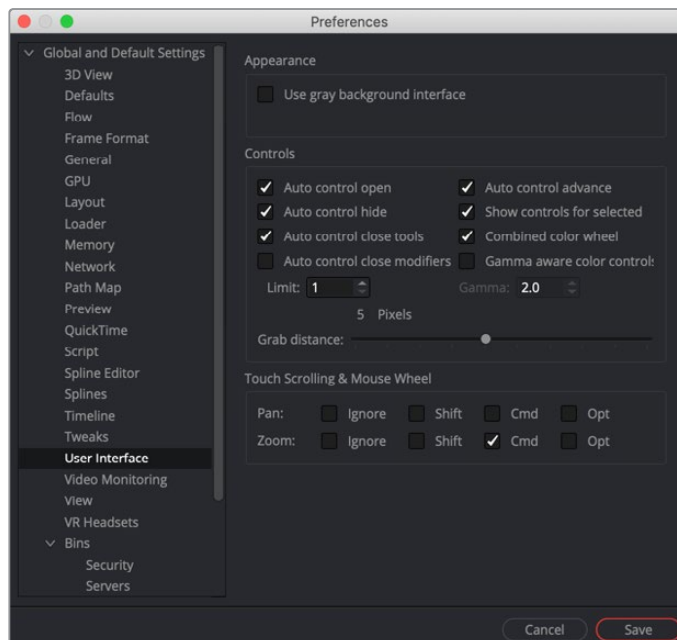 Preferences
Global and Default Settings
3D View
Defaults
Flow
Frame Format
General
GPU
Layout
Loader
Memory
Network
Path Map
Preview
QuickTime
Script
Spline Editor
Splines
Timeline
Tweaks
User Interface
Video Monitoring
View
VR Headsets
Bins
Security
Servers
Appearance
Use gray background interface
Controls
Auto control open Auto control advance
Auto control hide Show controls for selected
Auto control close tools Combined color wheel
Auto control close modifiers Gamma aware color controls
Limit: 1 Gamma: 2.0
5 Pixels
Grab distance:
Touch Scrolling & Mouse Wheel
Pan: Ignore Shift Cmd Opt
Zoom: Ignore Shift Cmd Opt
Cancel Save